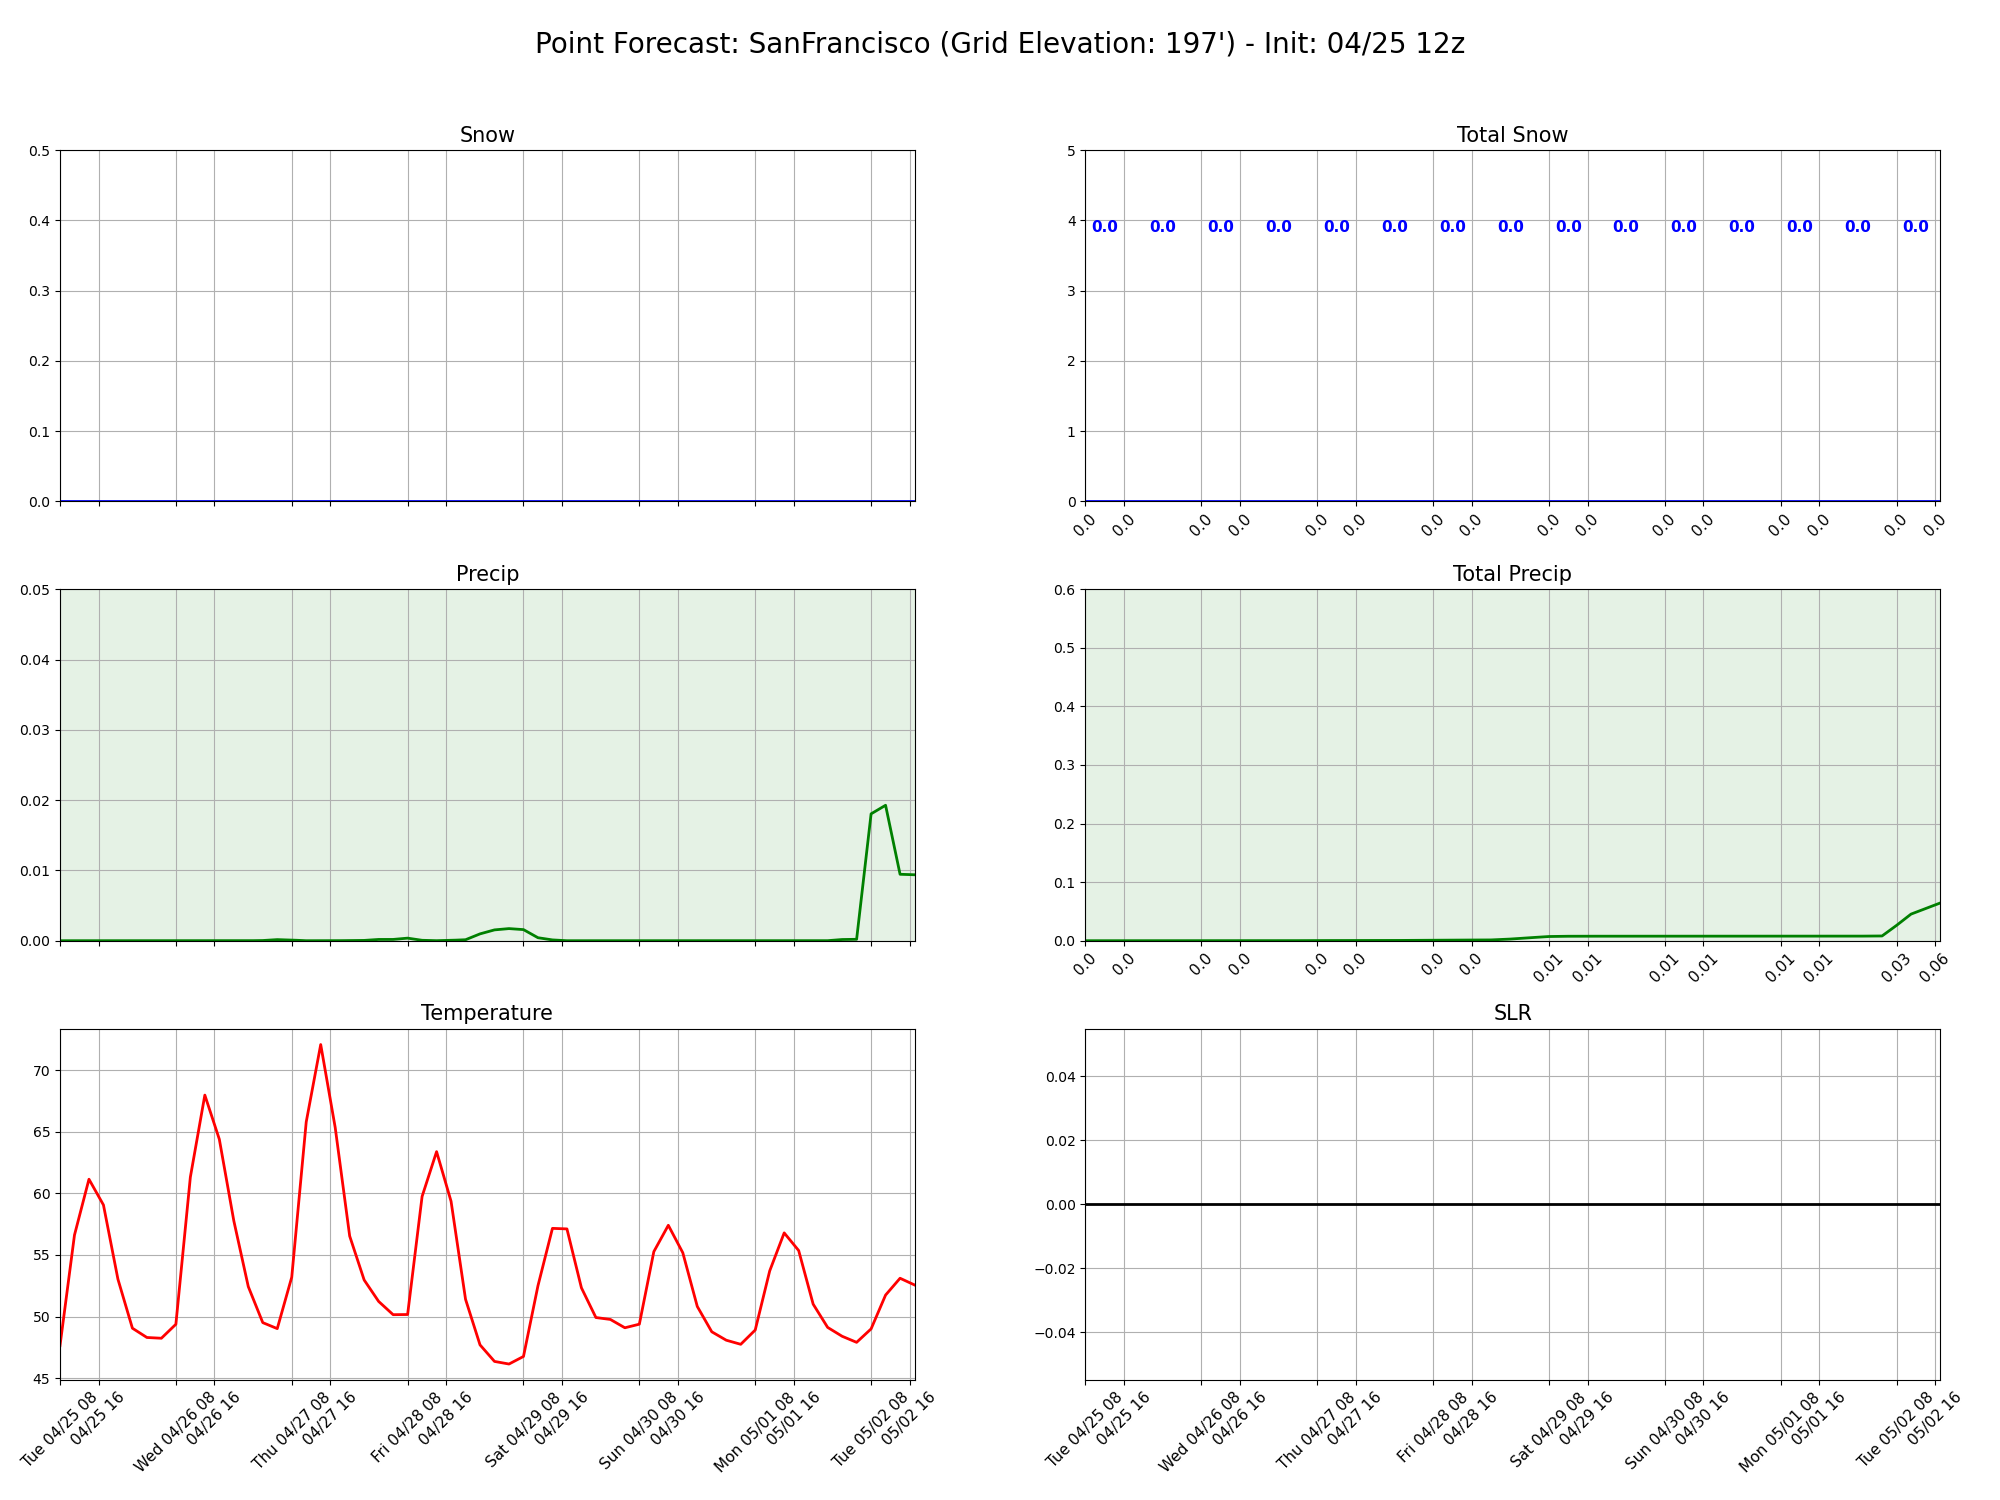 Point Forecast: SanFrancisco (Grid Elevation: 197') - Init: 04/25 12z
Snow
0.5
0.4
0.3
0.2
0.1
0.0
Total Snow
5
4
3
2
1
0
0.0 0.0 0.0 0.0 0.0 0.0 0.0 0.0 0.0 0.0 0.0 0.0 0.0 0.0 0.0
0.0 0.0 0.0 0.0 0.0 0.0 0.0 0.0 0.0 0.0 0.0 0.0 0.0 0.0 0.0 0.0
Precip
0.05
0.04
0.03
0.02
0.01
0.00
Total Precip
0.6
0.5
0.4
0.3
0.2
0.1
0.0
0.0 0.0 0.0 0.0 0.0 0.0 0.0 0.0 0.01 0.01 0.01 0.01 0.01 0.01 0.03 0.06
Temperature
70
65
60
55
50
45
Tue 04/25 08
04/25 16
Wed 04/26 08
04/26 16
Thu 04/27 08
04/27 16
Fri 04/28 08
04/28 16
Sat 04/29 08
04/29 16
Sun 04/30 08
04/30 16
Mon 05/01 08
05/01 16
Tue 05/02 08
05/02 16
SLR
0.04
0.02
0.00
−0.02
−0.04
Tue 04/25 08
04/25 16
Wed 04/26 08
04/26 16
Thu 04/27 08
04/27 16
Fri 04/28 08
04/28 16
Sat 04/29 08
04/29 16
Sun 04/30 08
04/30 16
Mon 05/01 08
05/01 16
Tue 05/02 08
05/02 16